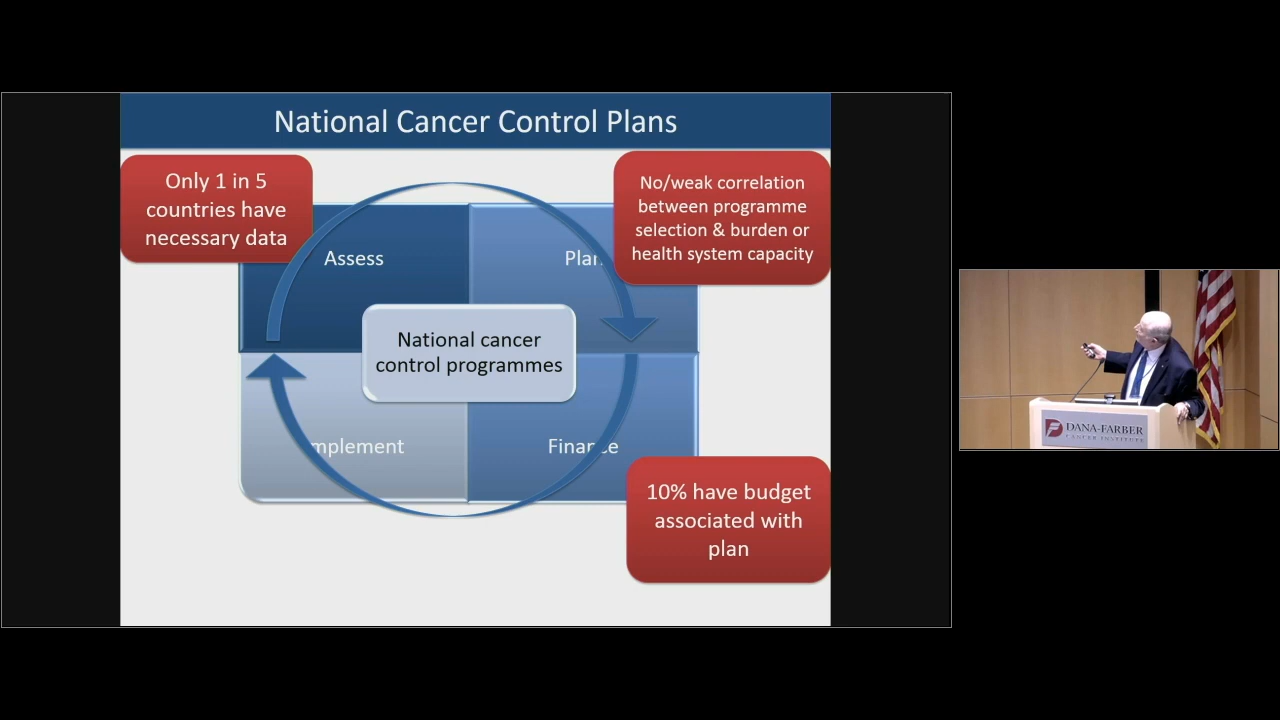 National Cancer Control Plans
Only 1 in 5
countries have
necessary data
No/weak correlation
between programme
selection & burden or
health system capacity
Assess
Plan
National cancer
control programmes
mplement
Finance
10% have budget
associated with
plan
DANA-FARBER
CANCER INSTITUTE